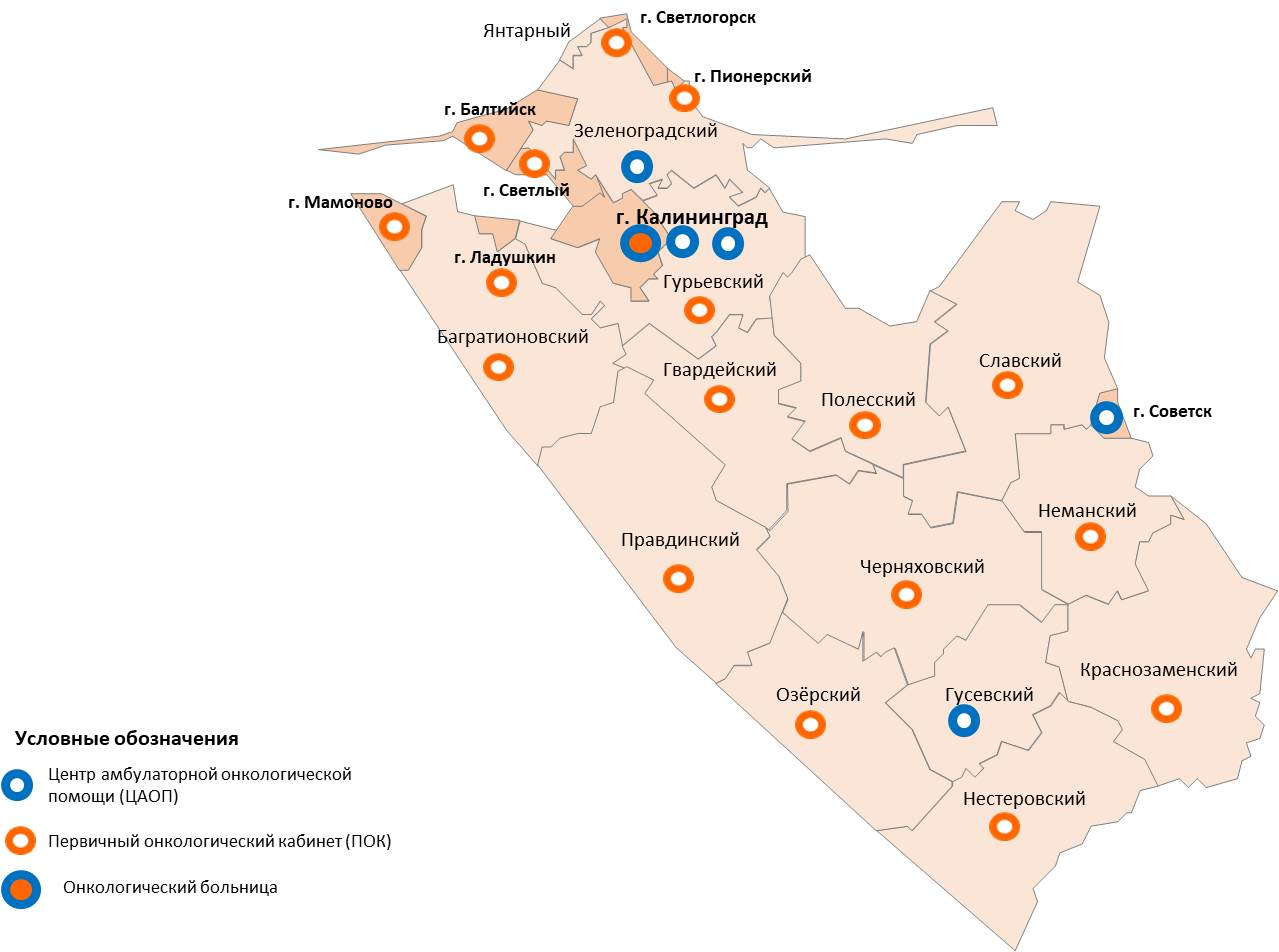 г. Светлогорск
Янтарный
г. Пионерский
г. Балтийск
Зеленоградский
г. Светлый
г. Мамоново
г. Калининград
г. Ладушкин
Гурьевский
Багратионовский
Гвардейский
Славский
Полесский
г. Советск
Неманский
Правдинский
Черняховский
Краснозаменский
Озёрский
Гусевский
Нестеровский
Условные обозначения
Центр амбулаторной онкологической
помощи (ЦАОП)
Первичный онкологический кабинет (ПОК)
Онкологический больница